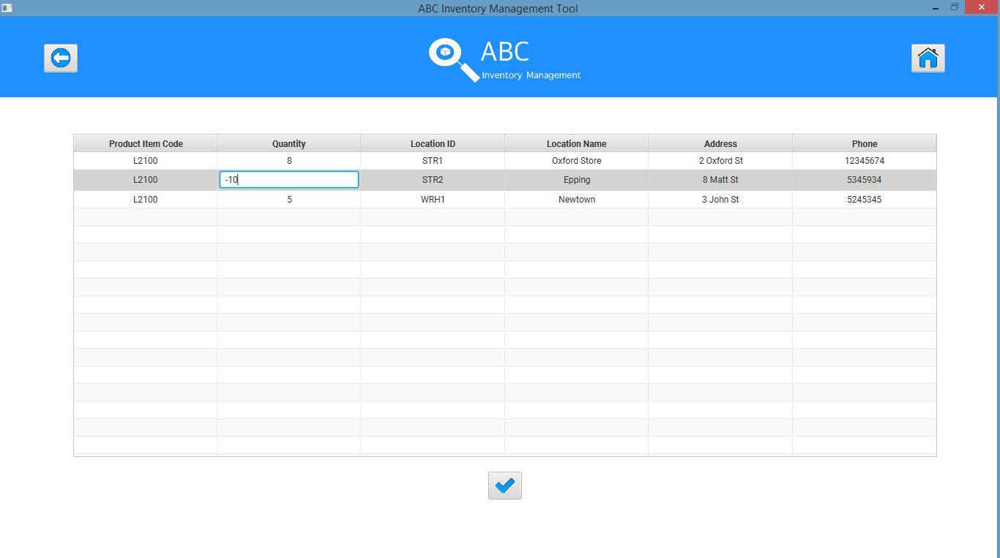 ABC Inventory Management Tool
ABC
Inventory Management
Product Item Code Quantity Location ID Location Name Address Phone
L2100 8 STR1 Oxford Store 2 Oxford St 12345674
L2100 -10 STR2 Epping 8 Matt St 5345934
L2100 5 WRH1 Newtown 3 John St 5245345